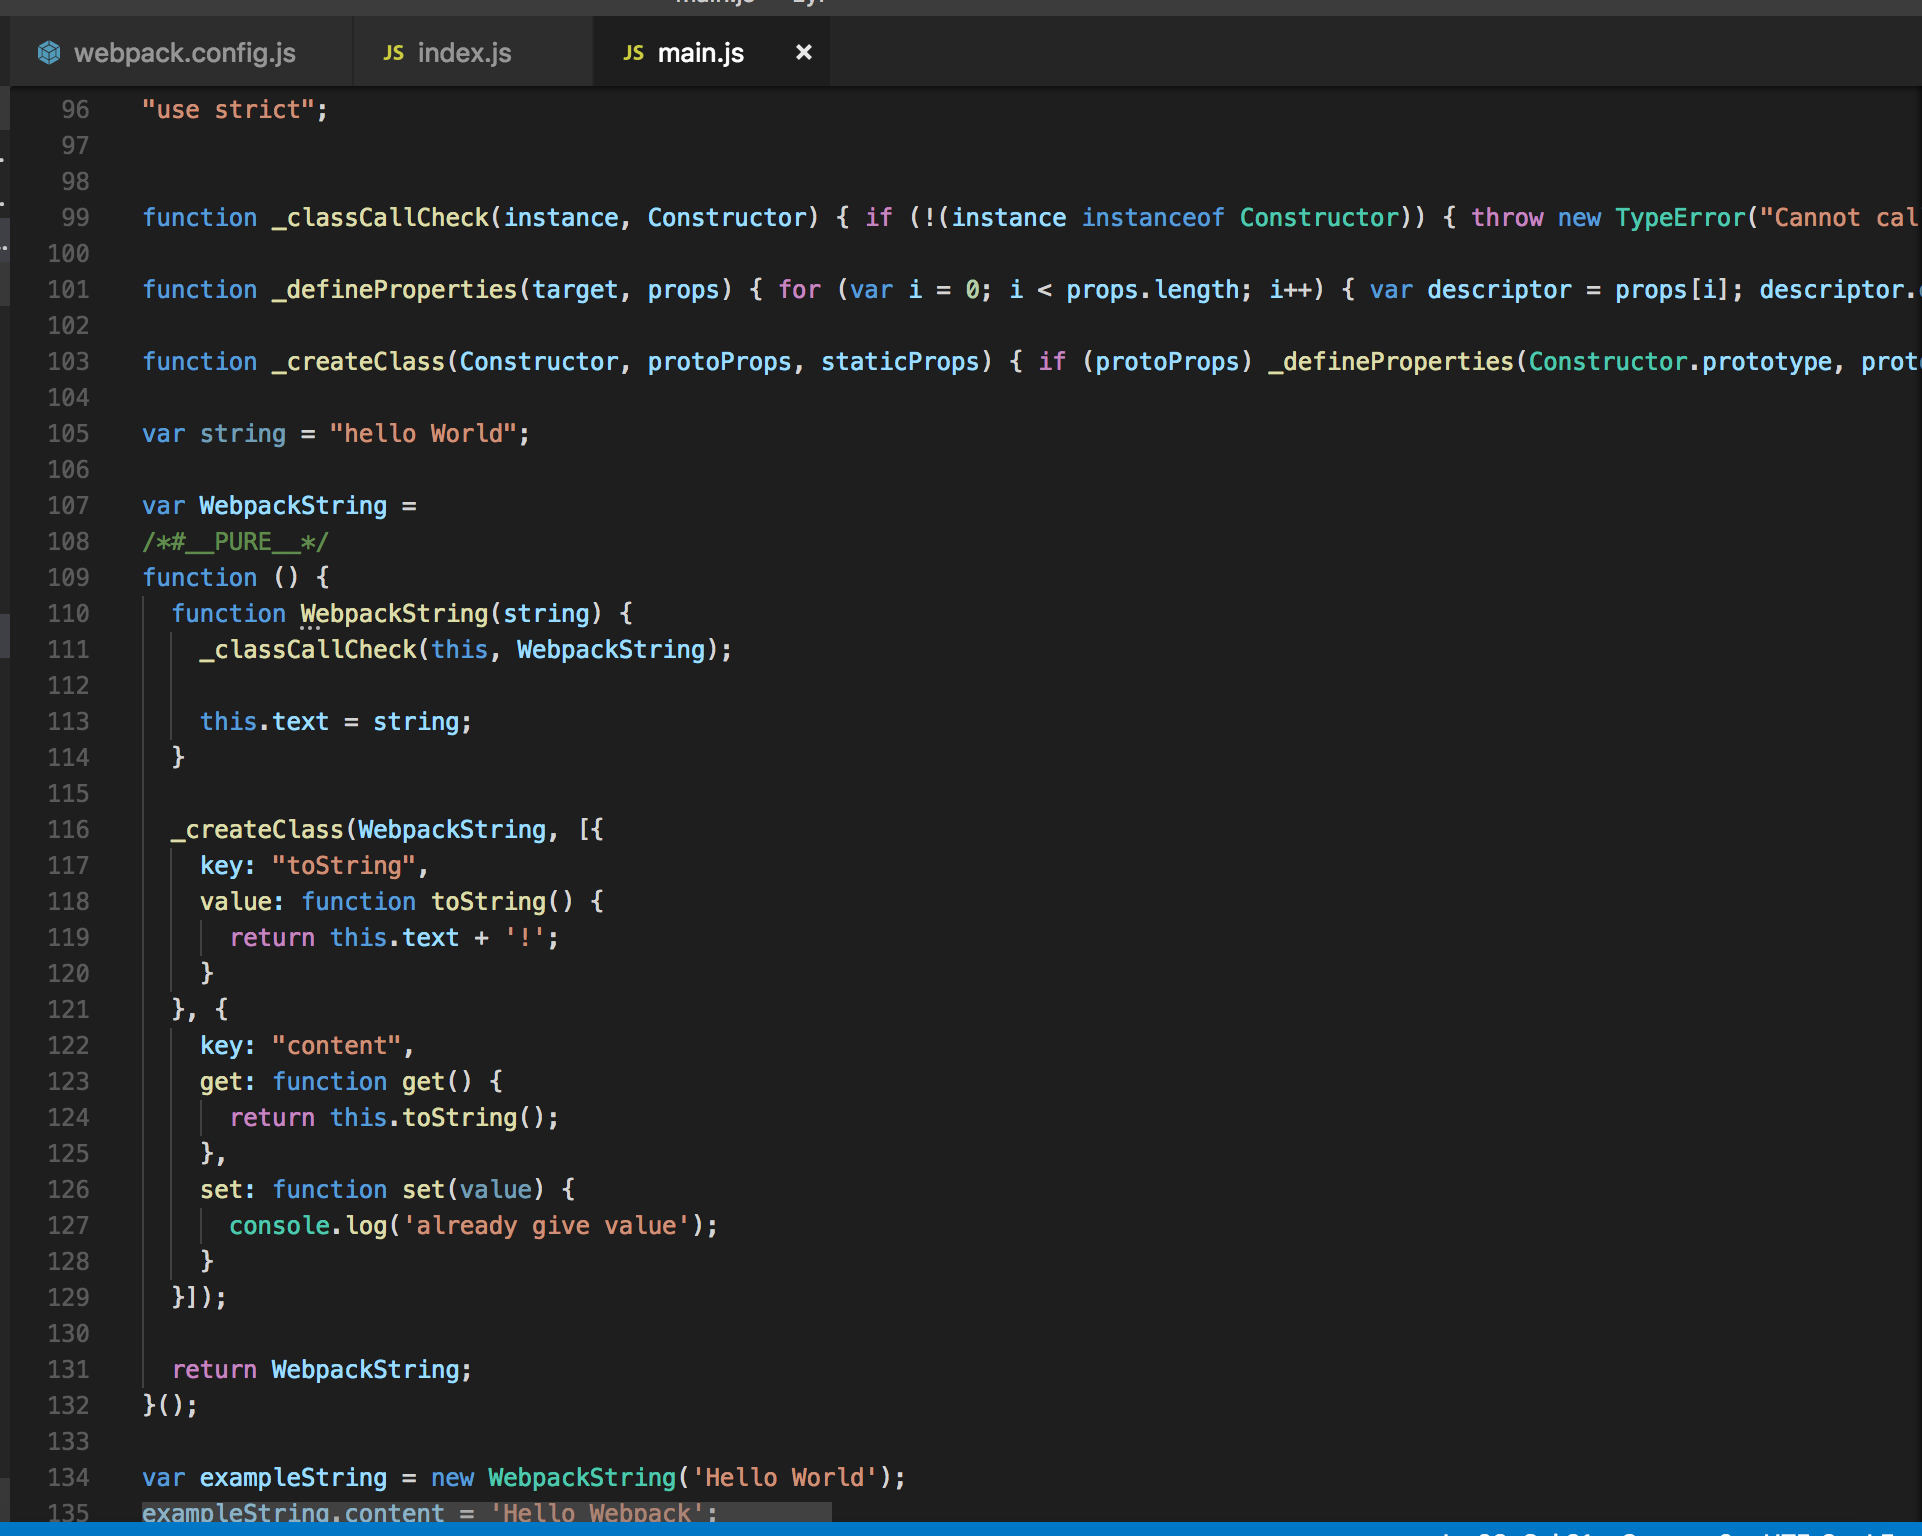 webpack.config.js
JS index.js
JS main.js ×
96 "use strict";
97
98
99 function _classCallCheck(instance, Constructor) { if (!(instance instanceof Constructor)) { throw new TypeError("Cannot cal
100
101 function _defineProperties(target, props) { for (var i = 0; i < props.length; i++) { var descriptor = props[i]; descriptor.
102
103 function _createClass(Constructor, protoProps, staticProps) { if (protoProps) _defineProperties(Constructor.prototype, prot
104
105 var string = "hello World";
106
107 var WebpackString =
108 /*#__PURE__*/
109 function () {
110   function WebpackString(string) {
111     _classCallCheck(this, WebpackString);
112
113     this.text = string;
114   }
115
116   _createClass(WebpackString, [{
117     key: "toString",
118     value: function toString() {
119       return this.text + '!';
120     }
121   }, {
122     key: "content",
123     get: function get() {
124       return this.toString();
125     },
126     set: function set(value) {
127       console.log('already give value');
128     }
129   }]);
130
131   return WebpackString;
132 }();
133
134 var exampleString = new WebpackString('Hello World');
135 exampleString.content = 'Hello Webpack';